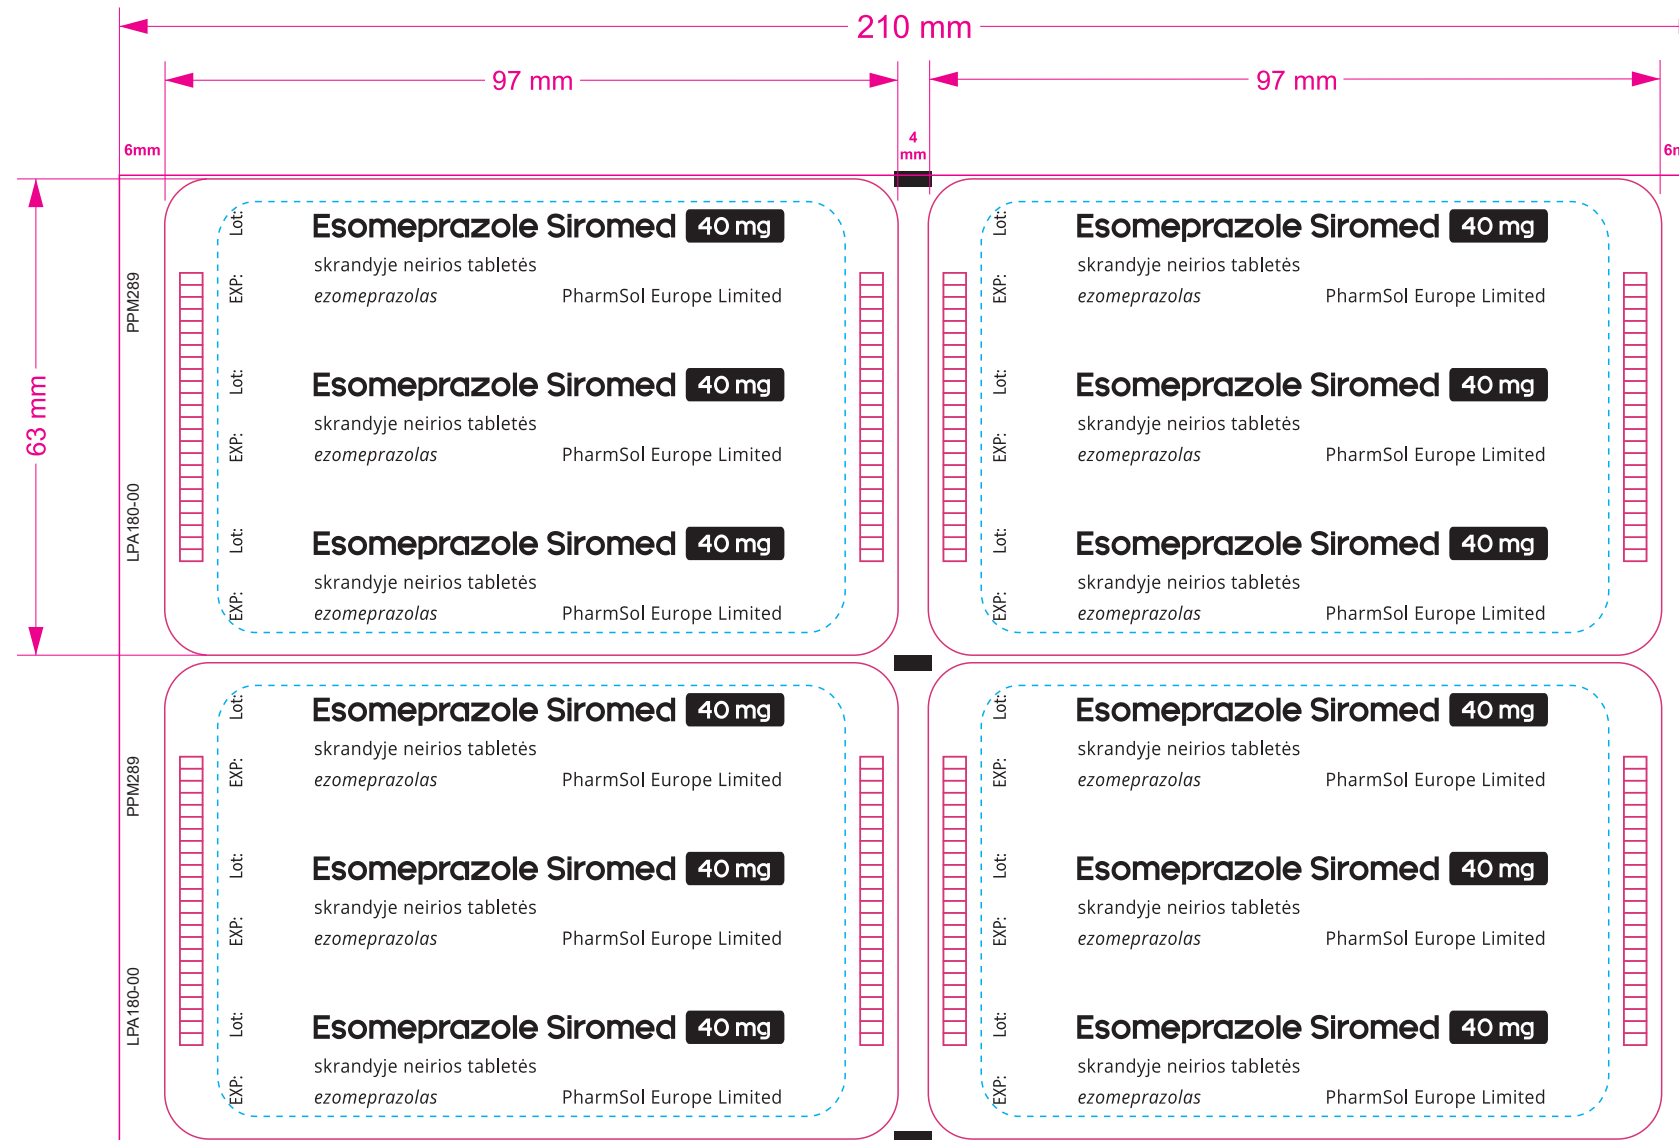 210 mm
97 mm
97 mm
6mm
4
mm
6m
63 mm
PPM289
LPA180-00
Lot:
EXP:
Esomeprazole Siromed 40 mg
skrandyje neirios tabletės
ezomeprazolas PharmSol Europe Limited
Lot:
EXP:
Esomeprazole Siromed 40 mg
skrandyje neirios tabletės
ezomeprazolas PharmSol Europe Limited
Lot:
EXP:
Esomeprazole Siromed 40 mg
skrandyje neirios tabletės
ezomeprazolas PharmSol Europe Limited
Lot:
EXP:
Esomeprazole Siromed 40 mg
skrandyje neirios tabletės
ezomeprazolas PharmSol Europe Limited
Lot:
EXP:
Esomeprazole Siromed 40 mg
skrandyje neirios tabletės
ezomeprazolas PharmSol Europe Limited
Lot:
EXP:
Esomeprazole Siromed 40 mg
skrandyje neirios tabletės
ezomeprazolas PharmSol Europe Limited
PPM289
LPA180-00
Lot:
EXP:
Esomeprazole Siromed 40 mg
skrandyje neirios tabletės
ezomeprazolas PharmSol Europe Limited
Lot:
EXP:
Esomeprazole Siromed 40 mg
skrandyje neirios tabletės
ezomeprazolas PharmSol Europe Limited
Lot:
EXP:
Esomeprazole Siromed 40 mg
skrandyje neirios tabletės
ezomeprazolas PharmSol Europe Limited
Lot:
EXP:
Esomeprazole Siromed 40 mg
skrandyje neirios tabletės
ezomeprazolas PharmSol Europe Limited
Lot:
EXP:
Esomeprazole Siromed 40 mg
skrandyje neirios tabletės
ezomeprazolas PharmSol Europe Limited
Lot:
EXP:
Esomeprazole Siromed 40 mg
skrandyje neirios tabletės
ezomeprazolas PharmSol Europe Limited